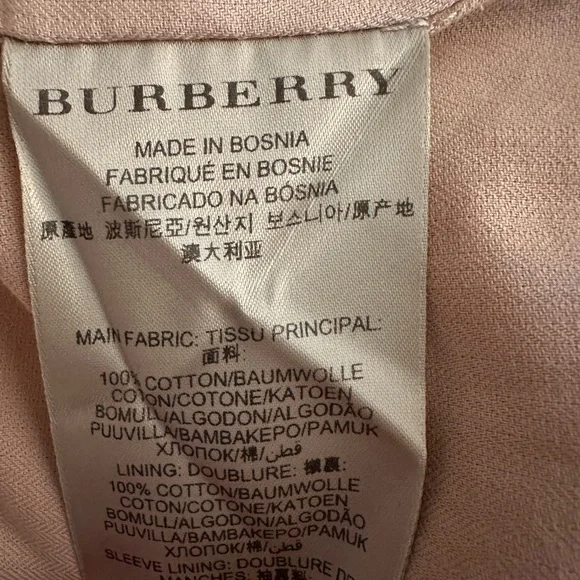 BURBERRY
MADE IN BOSNIA
FABRIQUÉ EN BOSNIE
FABRICADO NA BÓSNIA
原產地 波斯尼亞/원산지 보스니아/原产地
澳大利亚
MAIN FABRIC: TISSU PRINCIPAL:
面料:
100% COTTON/BAUMWOLLE
COTON/COTONE/KATOEN
BOMULL/ALGODON/ALGODÃO
PUUVILLA/BAMBAKEPO/PAMUK
ХЛОПОК/棉/قطن
LINING: DOUBLURE: 襯裏:
100% COTTON/BAUMWOLLE
COTON/COTONE/KATOEN
BOMULL/ALGODON/ALGODÃO
PUUVILLA/BAMBAKEPO/PAMUK
ХЛОПОК/棉/قطن
SLEEVE LINING: DOUBLURE DE
MANCHES: 袖裏: